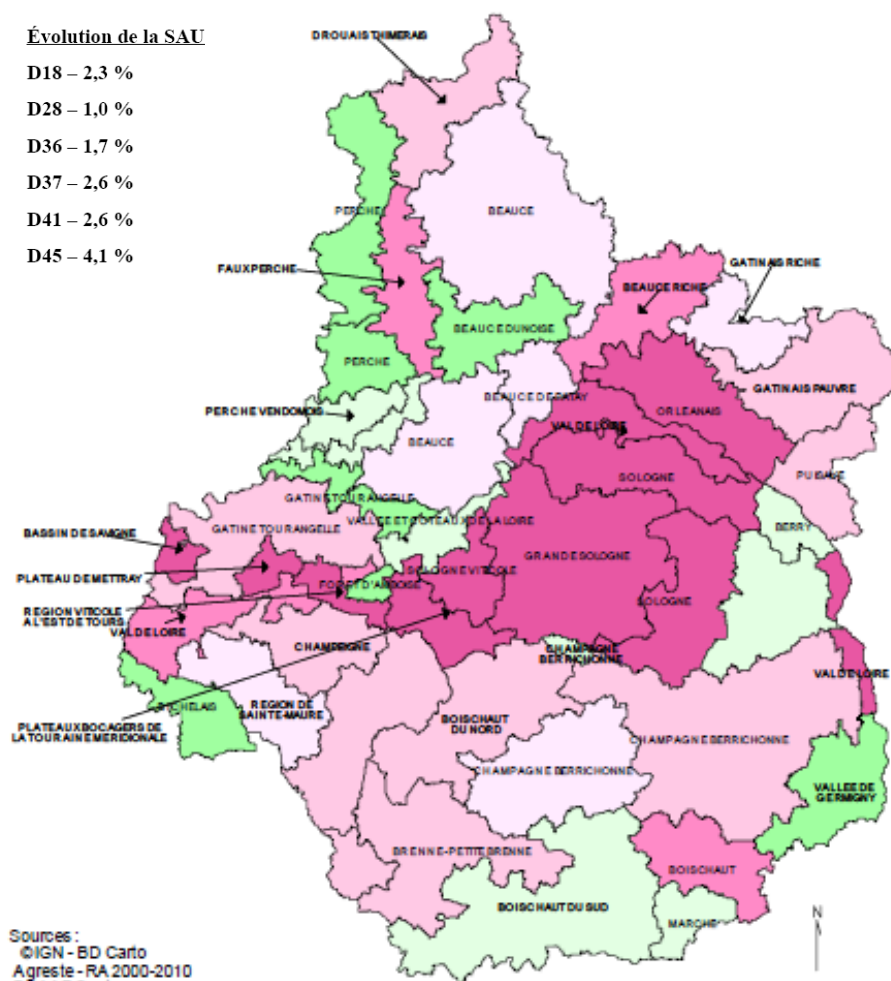 Évolution de la SAU
D18 – 2,3 %
D28 – 1,0 %
D36 – 1,7 %
D37 – 2,6 %
D41 – 2,6 %
D45 – 4,1 %
DROUAIS THIMERAIS
PERCHE
BEAUCE
FAUX PERCHE
GATINAIS RICHE
BEAUCE RICHE
BEAUCE DUNOISE
PERCHE
GATINAIS PAUVRE
BEAUCE DE PATAY
PERCHE VENDOMOIS
ORLEANAIS
VAL DE LOIRE
BEAUCE
SOLOGNE
PUISAYE
GATINE TOURANGELLE
VALLEE ET COTEAUX DE LA LOIRE
BERRY
GATINE TOURANGELLE
BASSIN DE SAVIGNE
GRANDE SOLOGNE
SOLOGNE VITICOLE
PLATEAU DE METTRAY
FORET D'AMBOISE
SOLOGNE
REGION VITICOLE
A L'EST DE TOURS
VAL DE LOIRE
CHAMPEIGNE
CHAMPAGNE
BERRICHONNE
VAL DE LOIRE
RICHELAIS
REGION DE
SAINTE-MAURE
PLATEAUX BOCAGERS DE
LA TOURAINE MERIDIONALE
BOISCHAUT
DU NORD
CHAMPAGNE BERRICHONNE
CHAMPAGNE BERRICHONNE
VALLEE DE
GERMIGNY
BRENNE-PETITE BRENNE
BOISCHAUT
BOISCHAUT DU SUD
MARCHE
N
Sources :
©IGN - BD Carto
Agreste - RA 2000-2010